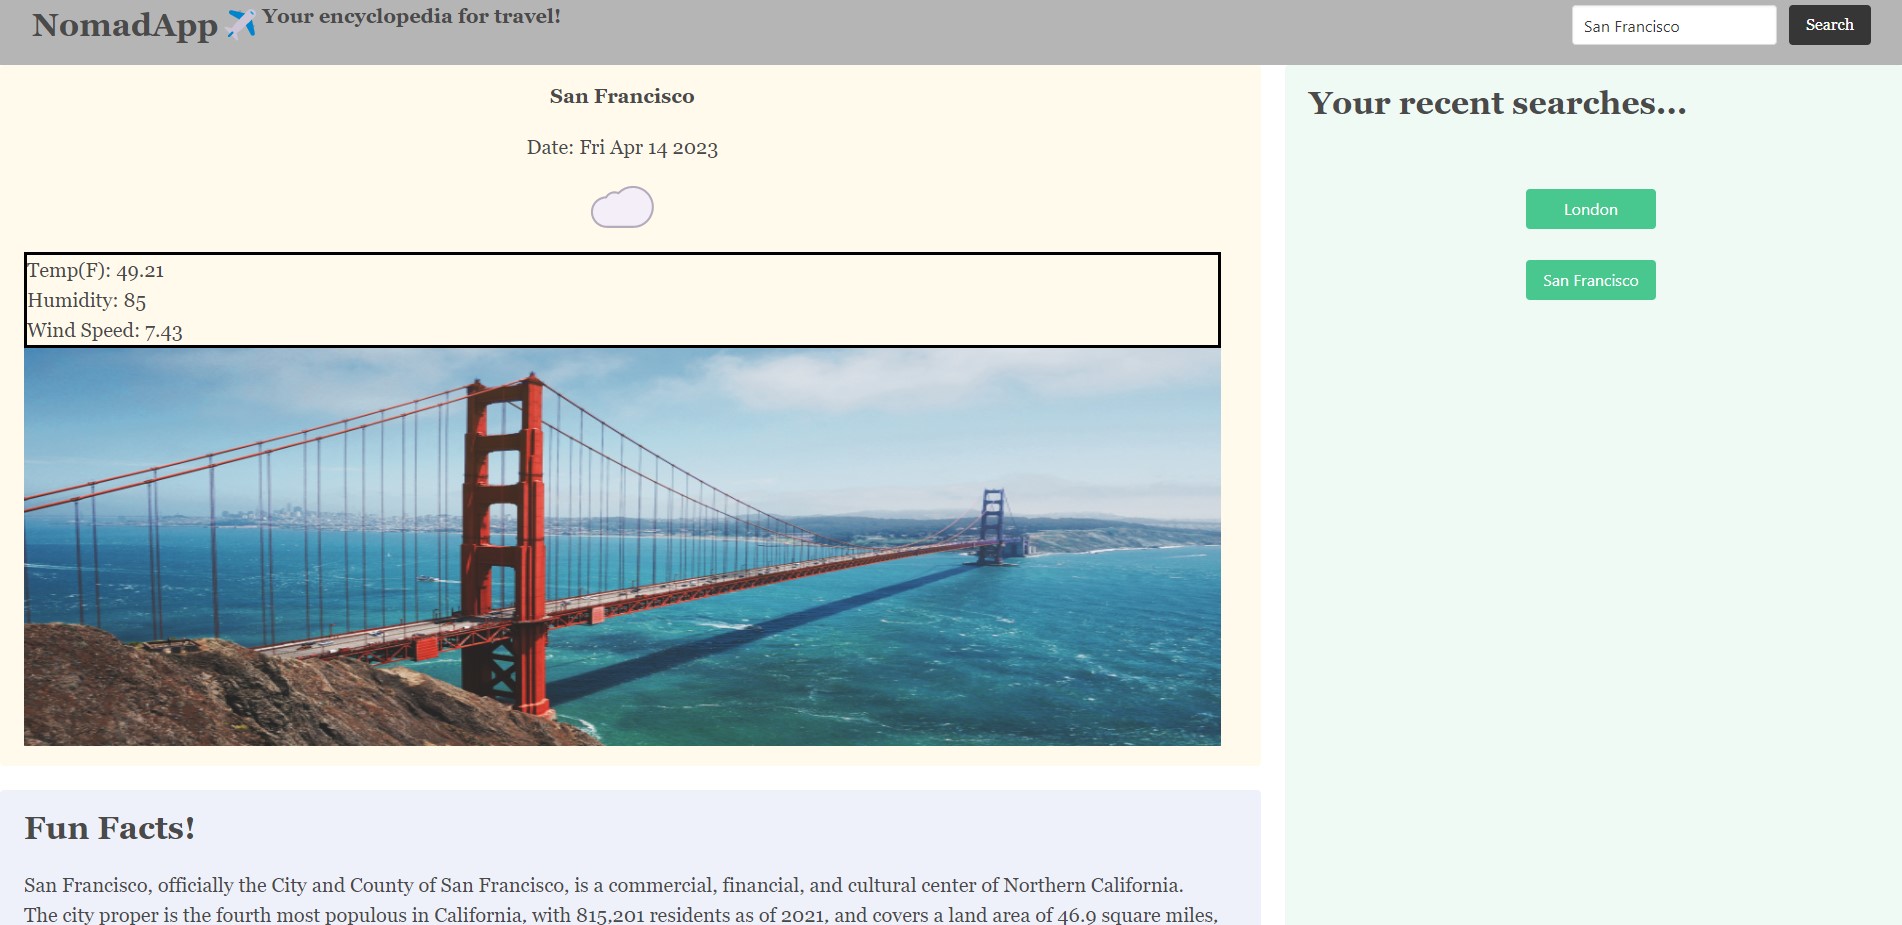 NomadApp Your encyclopedia for travel!
San Francisco
Search
San Francisco
Date: Fri Apr 14 2023
Temp(F): 49.21
Humidity: 85
Wind Speed: 7.43
Fun Facts!
San Francisco, officially the City and County of San Francisco, is a commercial, financial, and cultural center of Northern California.
The city proper is the fourth most populous in California, with 815,201 residents as of 2021, and covers a land area of 46.9 square miles,
Your recent searches...
London
San Francisco